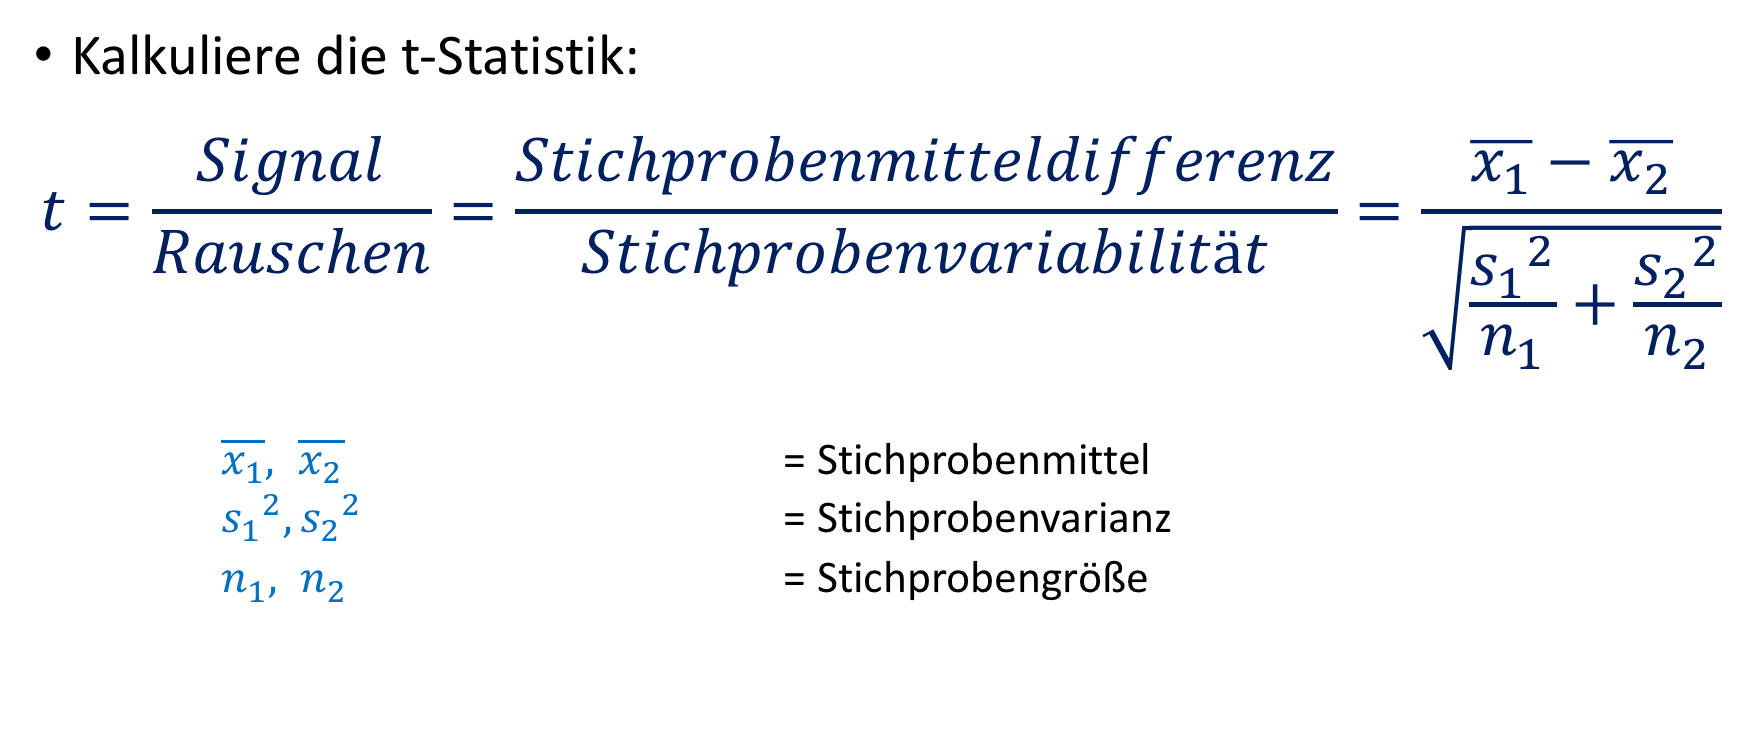 • Kalkuliere die t-Statistik:
t = Signal / Rauschen = Stichprobenmitteldifferenz / Stichprobenvariabilität = (x̄₁ − x̄₂) / √(s₁²/n₁ + s₂²/n₂)
x̄₁, x̄₂ = Stichprobenmittel
s₁², s₂² = Stichprobenvarianz
n₁, n₂ = Stichprobengröße